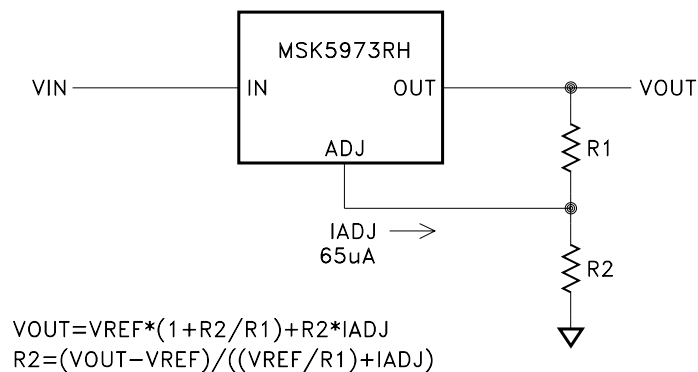 MSK5973RH
VIN
IN
OUT
VOUT
ADJ
R1
IADJ
65uA
R2
VOUT=VREF*(1+R2/R1)+R2*IADJ
R2=(VOUT-VREF)/((VREF/R1)+IADJ)